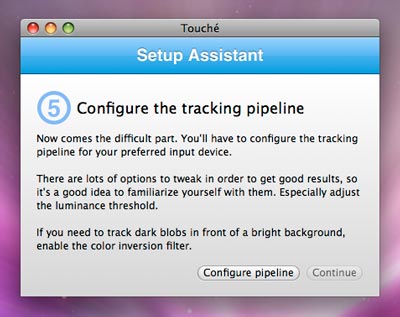 Touché
Setup Assistant
5 Configure the tracking pipeline
Now comes the difficult part. You'll have to configure the tracking
pipeline for your preferred input device.
There are lots of options to tweak in order to get good results, so
it's a good idea to familiarize yourself with them. Especially adjust
the luminance threshold.
If you need to track dark blobs in front of a bright background,
enable the color inversion filter.
Configure pipeline Continue